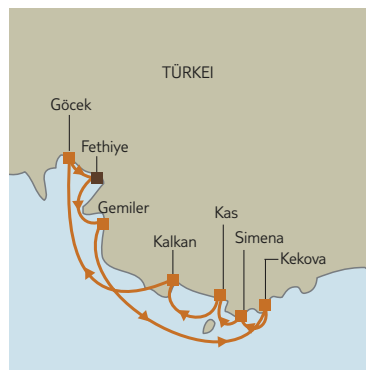 TÜRKEI
Göcek
Fethiye
Gemiler
Kas
Simena
Kalkan
Kekova